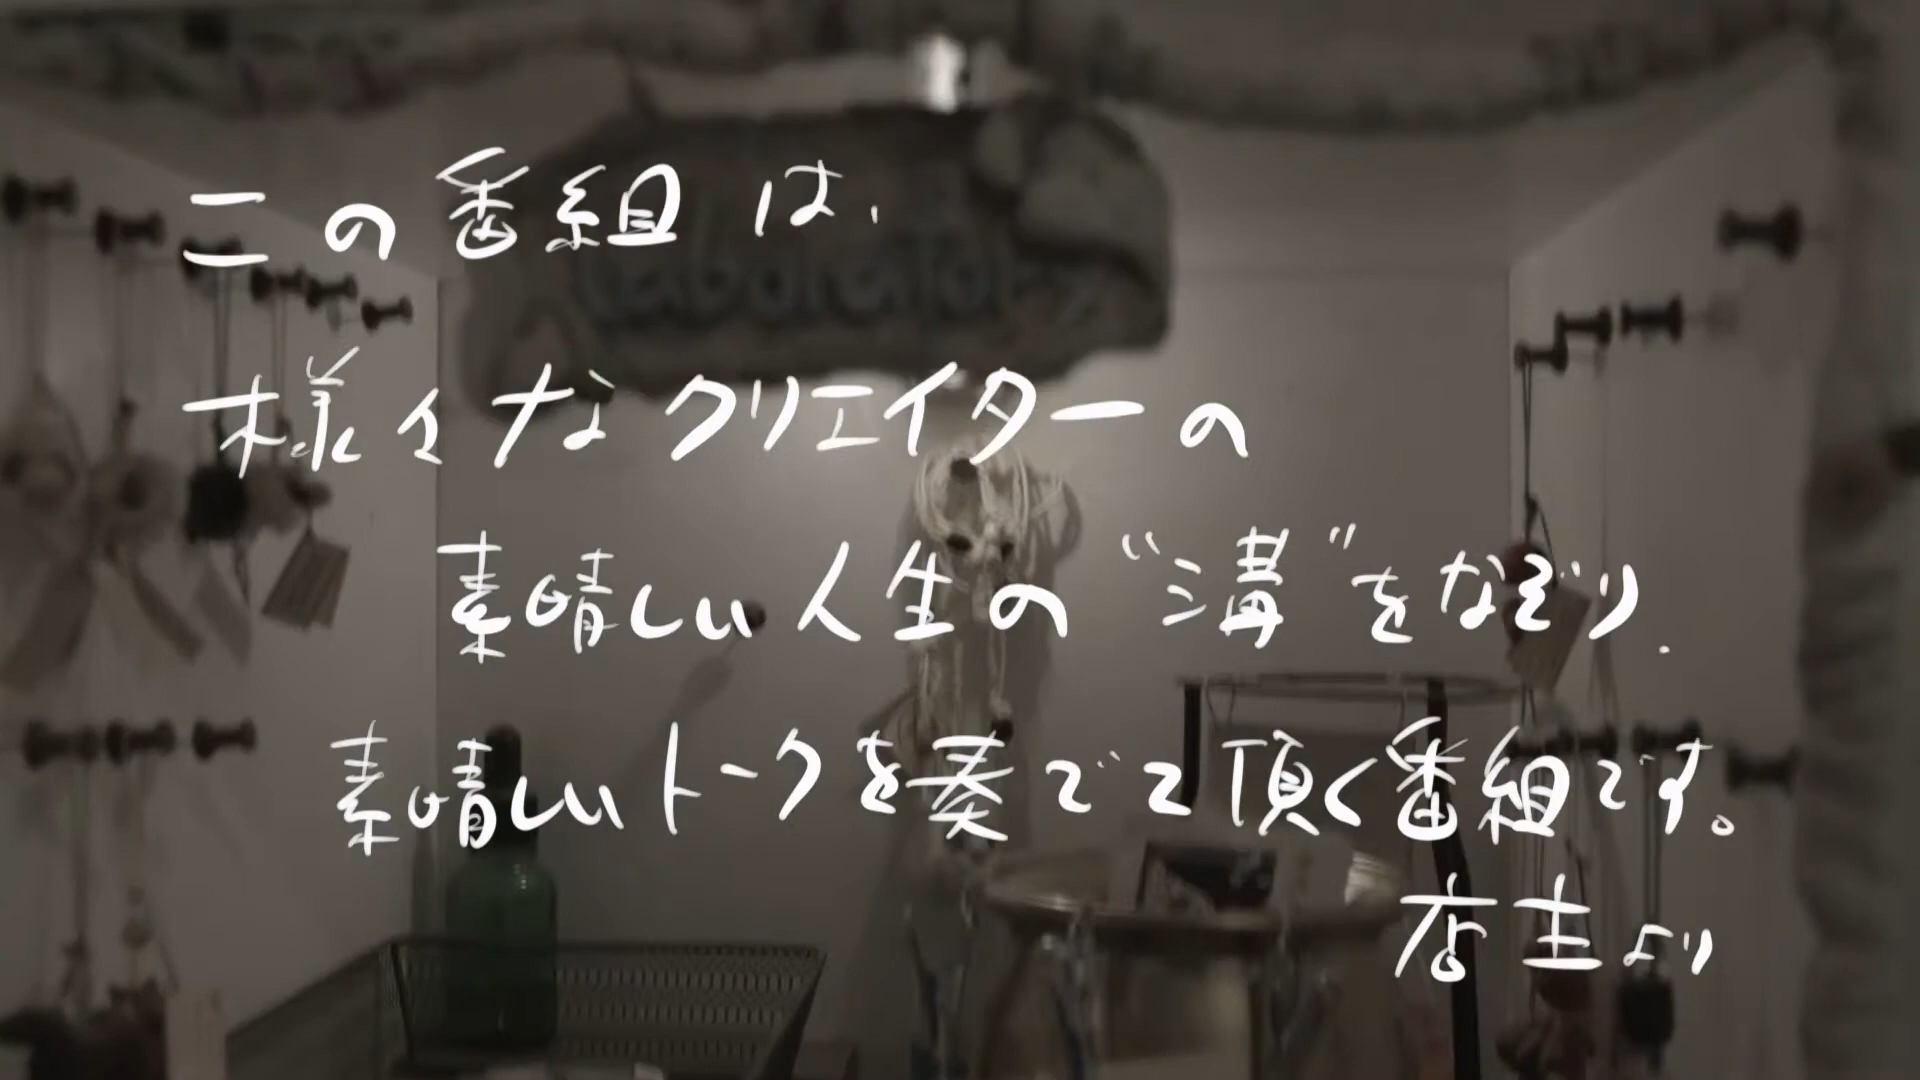 この番組は、
様々なクリエイターの
素晴しい人生の“溝”をなぞり、
素晴しいトークを奏でて頂く番組です。
店主より